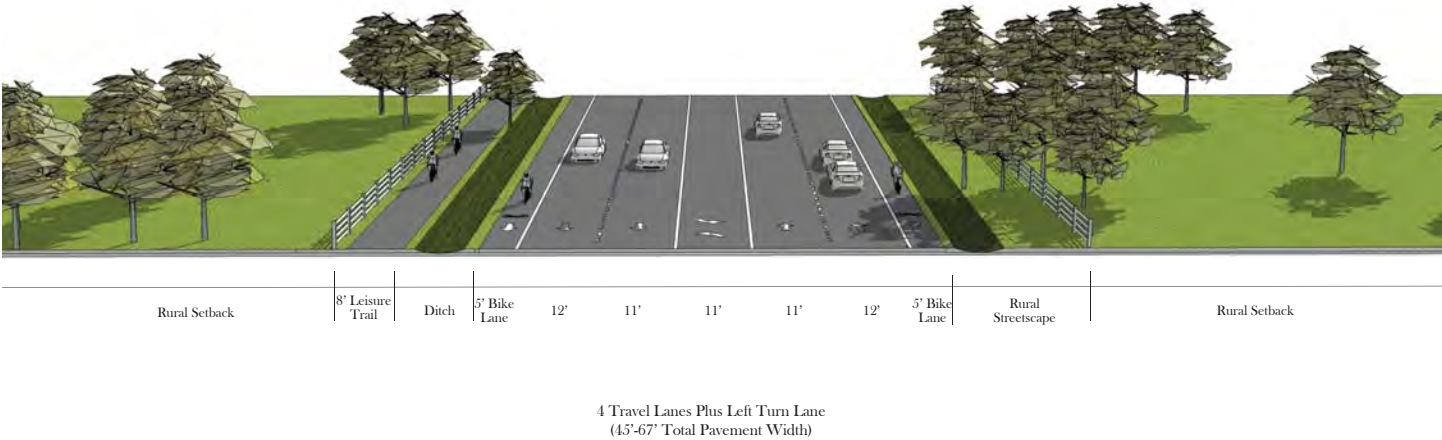 Rural Setback
8’ Leisure
Trail
Ditch
5’ Bike
Lane
12’
11’
11’
11’
12’
5’ Bike
Lane
Rural
Streetscape
Rural Setback
4 Travel Lanes Plus Left Turn Lane
(45’-67’ Total Pavement Width)